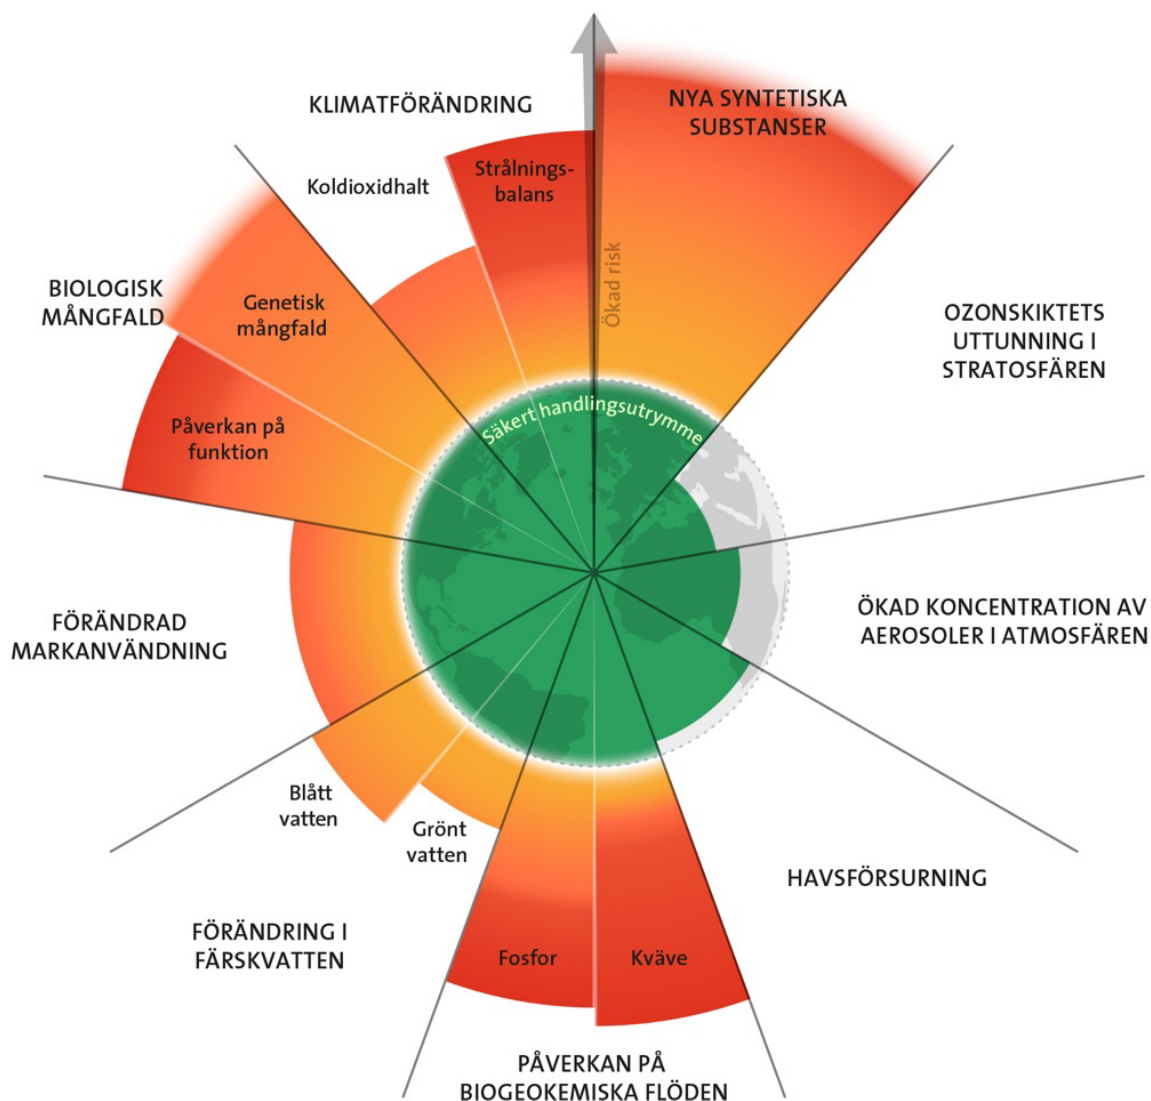 KLIMATFÖRÄNDRING
Koldioxidhalt
Strålnings-
balans
NYA SYNTETISKA
SUBSTANSER
Ökad risk
BIOLOGISK
MÅNGFALD
Genetisk
mångfald
Påverkan på
funktion
OZONSKIKTETS
UTTUNNING I
STRATOSFÄREN
Säkert handlingsutrymme
FÖRÄNDRAD
MARKANVÄNDNING
ÖKAD KONCENTRATION AV
AEROSOLER I ATMOSFÄREN
Blått
vatten
Grönt
vatten
HAVSFÖRSURNING
FÖRÄNDRING I
FÄRSKVATTEN
Fosfor
Kväve
PÅVERKAN PÅ
BIOGEOKEMISKA FLÖDEN